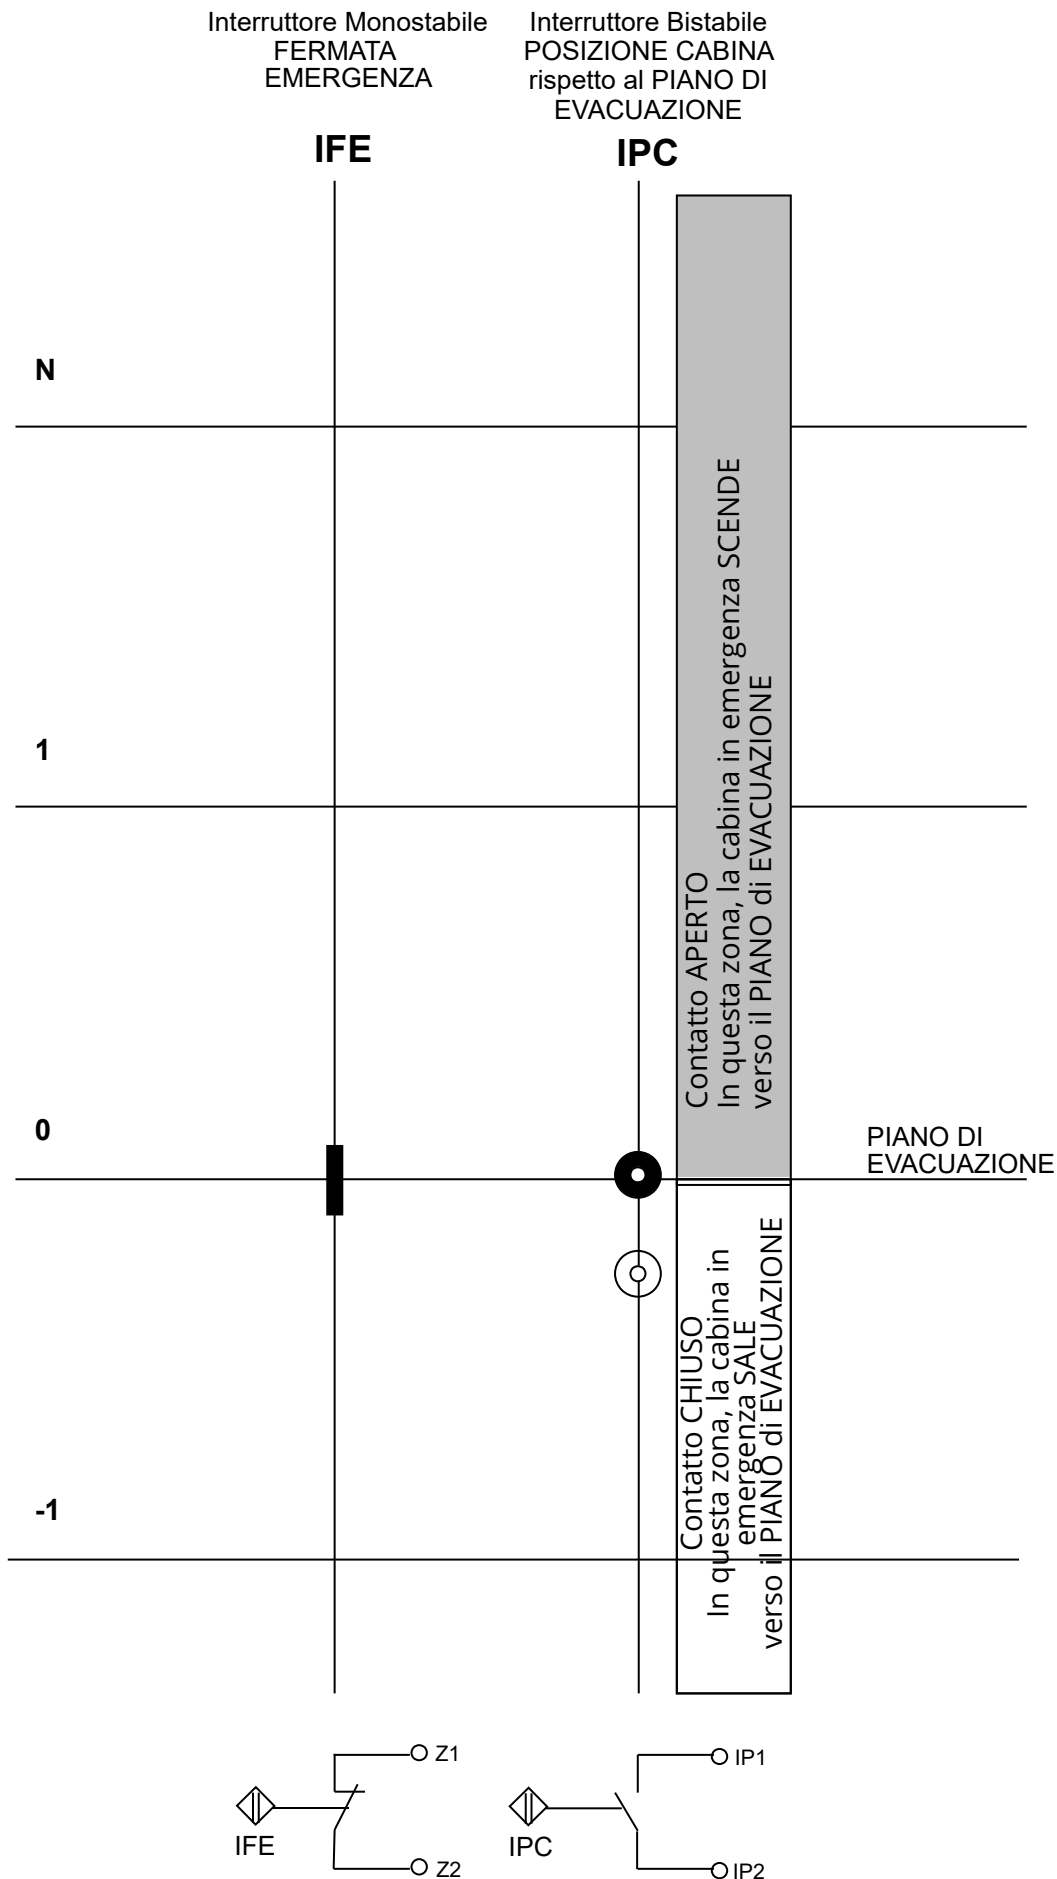 Interruttore Monostabile
FERMATA
EMERGENZA
IFE
Interruttore Bistabile
POSIZIONE CABINA
rispetto al PIANO DI
EVACUAZIONE
IPC
N
1
0
-1
Contatto APERTO
In questa zona, la cabina in emergenza SCENDE
verso il PIANO di EVACUAZIONE
PIANO DI
EVACUAZIONE
Contatto CHIUSO
In questa zona, la cabina in
emergenza SALE
verso il PIANO di EVACUAZIONE
Z1
IFE
Z2
IP1
IPC
IP2